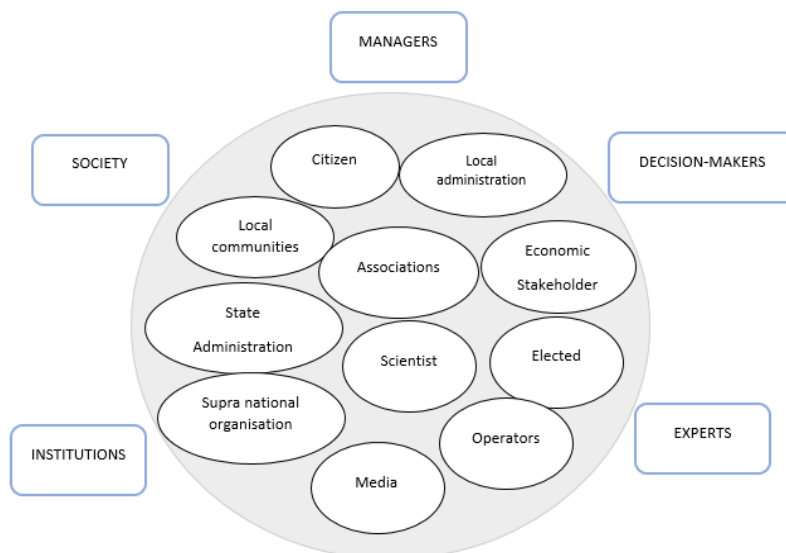 MANAGERS
SOCIETY
DECISION-MAKERS
Citizen
Local
administration
Local
communities
Associations
Economic
Stakeholder
State
Administration
Scientist
Elected
Supra national
organisation
Operators
EXPERTS
INSTITUTIONS
Media